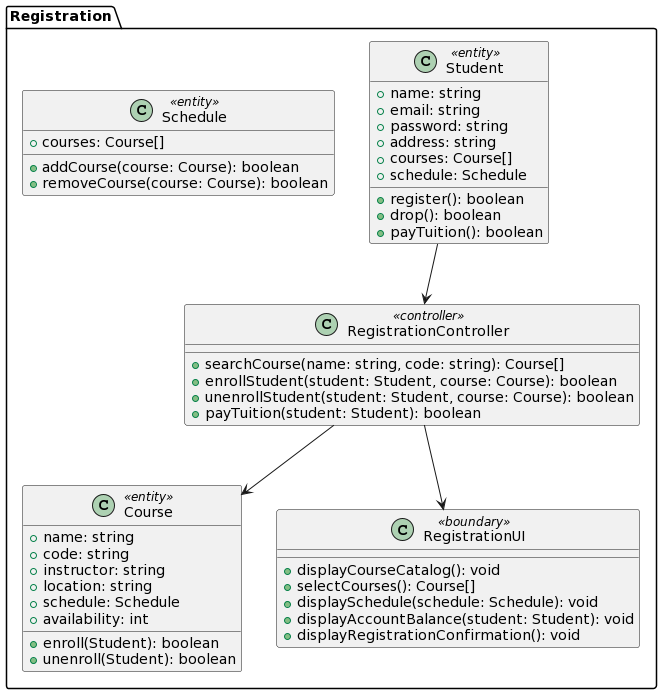 Registration
«entity»
C Student
name: string
email: string
password: string
address: string
courses: Course[]
schedule: Schedule
register(): boolean
drop(): boolean
payTuition(): boolean
«entity»
C Schedule
courses: Course[]
addCourse(course: Course): boolean
removeCourse(course: Course): boolean
«controller»
C RegistrationController
searchCourse(name: string, code: string): Course[]
enrollStudent(student: Student, course: Course): boolean
unenrollStudent(student: Student, course: Course): boolean
payTuition(student: Student): boolean
«entity»
C Course
name: string
code: string
instructor: string
location: string
schedule: Schedule
availability: int
enroll(Student): boolean
unenroll(Student): boolean
«boundary»
C RegistrationUI
displayCourseCatalog(): void
selectCourses(): Course[]
displaySchedule(schedule: Schedule): void
displayAccountBalance(student: Student): void
displayRegistrationConfirmation(): void